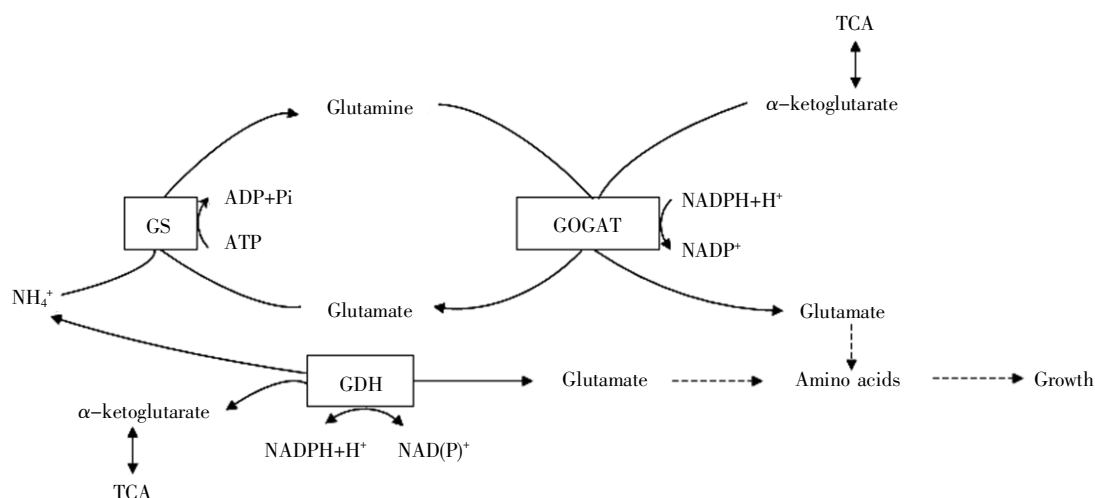 TCA
Glutamine
α-ketoglutarate
ADP+Pi
NADPH+H⁺
GS
GOGAT
ATP
NADP⁺
NH₄⁺
Glutamate
Glutamate
GDH
Glutamate
Amino acids
Growth
α-ketoglutarate
NADPH+H⁺
NAD(P)⁺
TCA